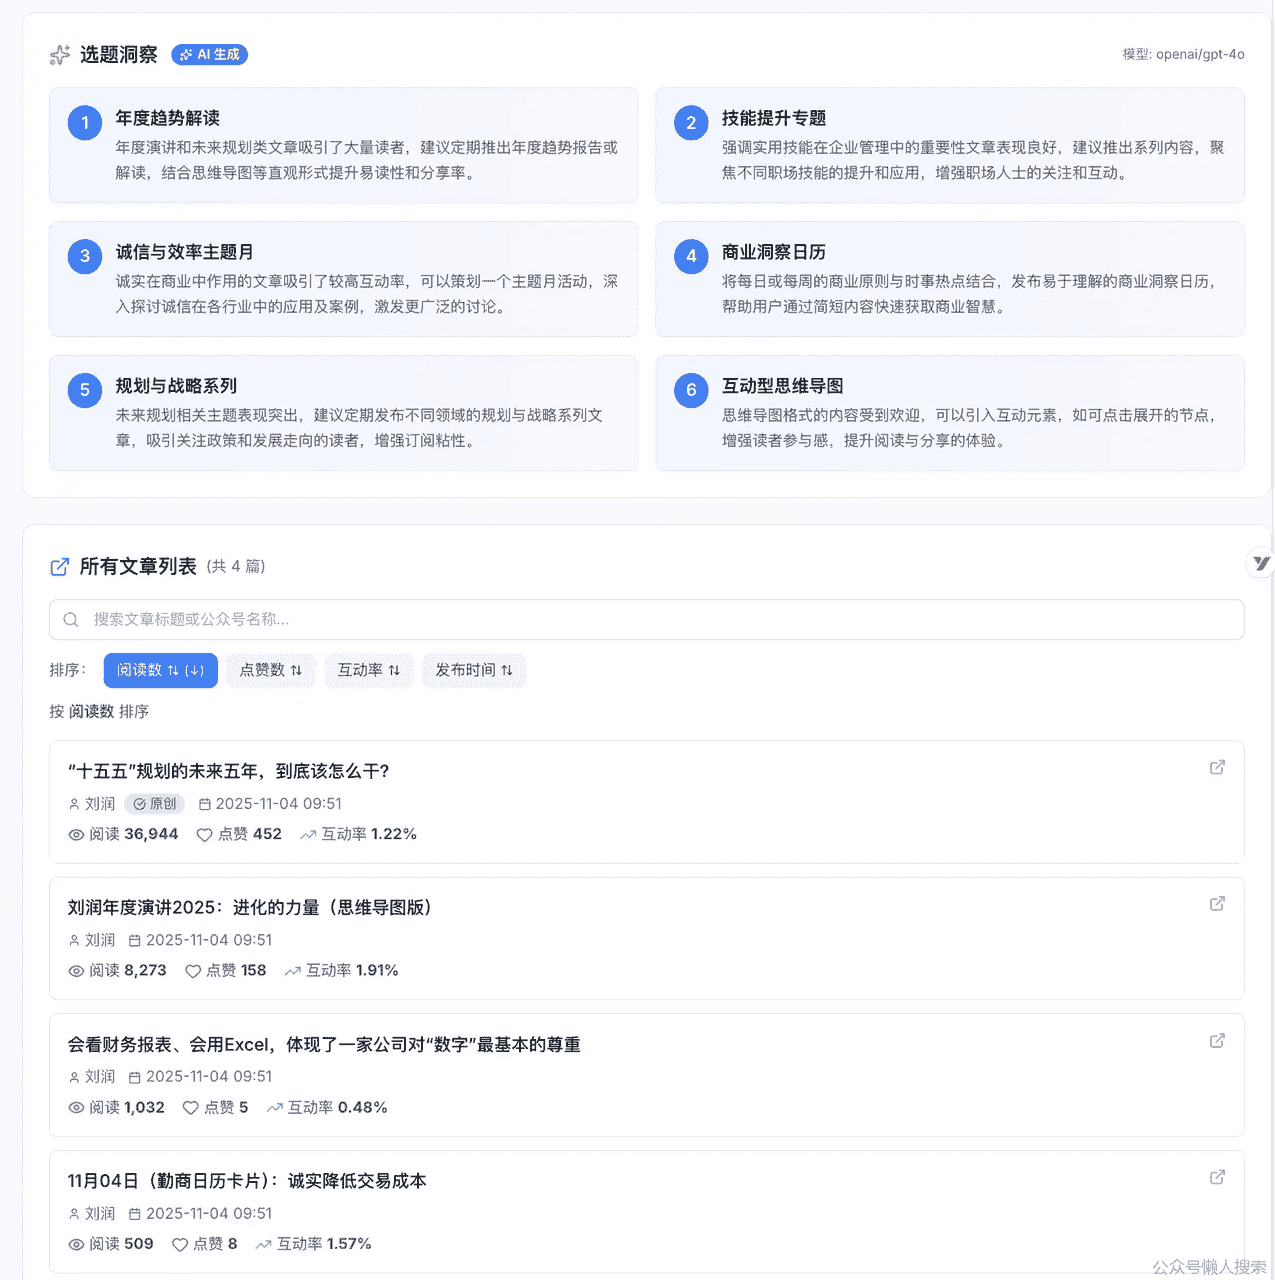 选题洞察 AI 生成
模型: openai/gpt-4o
1 年度趋势解读
年度演讲和未来规划类文章吸引了大量读者，建议定期推出年度趋势报告或
解读，结合思维导图等直观形式提升易读性和分享率。
2 技能提升专题
强调实用技能在企业管理中的重要性文章表现良好，建议推出系列内容，聚
焦不同职场技能的提升和应用，增强职场人士的关注和互动。
3 诚信与效率主题月
诚实在商业中作用的文章吸引了较高互动率，可以策划一个主题月活动，深
入探讨诚信在各行业中的应用及案例，激发更广泛的讨论。
4 商业洞察日历
将每日或每周的商业原则与时事热点结合，发布易于理解的商业洞察日历，
帮助用户通过简短内容快速获取商业智慧。
5 规划与战略系列
未来规划相关主题表现突出，建议定期发布不同领域的规划与战略系列文
章，吸引关注政策和发展走向的读者，增强订阅粘性。
6 互动型思维导图
思维导图格式的内容受到欢迎，可以引入互动元素，如可点击展开的节点，
增强读者参与感，提升阅读与分享的体验。
所有文章列表 (共 4 篇)
搜索文章标题或公众号名称...
排序： 阅读数 ⇅ (↓) 点赞数 ⇅ 互动率 ⇅ 发布时间 ⇅
按 阅读数 排序
“十五五”规划的未来五年，到底该怎么干?
刘润 原创 2025-11-04 09:51
阅读 36,944 点赞 452 互动率 1.22%
刘润年度演讲2025：进化的力量（思维导图版）
刘润 2025-11-04 09:51
阅读 8,273 点赞 158 互动率 1.91%
会看财务报表、会用Excel，体现了一家公司对“数字”最基本的尊重
刘润 2025-11-04 09:51
阅读 1,032 点赞 5 互动率 0.48%
11月04日（勤商日历卡片）：诚实降低交易成本
刘润 2025-11-04 09:51
阅读 509 点赞 8 互动率 1.57%
公众号懒人搜索